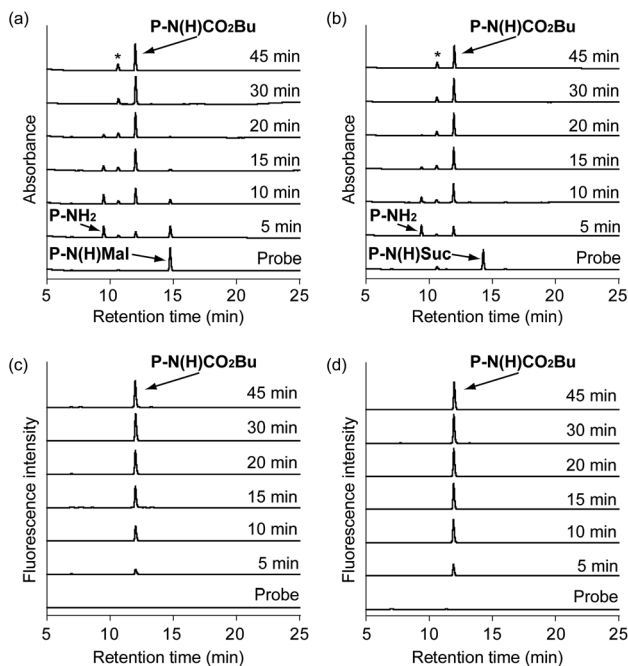 (a)
P-N(H)CO2Bu
*
45 min
30 min
20 min
15 min
10 min
P-NH2
5 min
P-N(H)Mal
Probe
Absorbance
5 10 15 20 25
Retention time (min)
(b)
P-N(H)CO2Bu
*
45 min
30 min
20 min
15 min
10 min
P-NH2
5 min
P-N(H)Suc
Probe
Absorbance
5 10 15 20 25
Retention time (min)
(c)
P-N(H)CO2Bu
45 min
30 min
20 min
15 min
10 min
5 min
Probe
Fluorescence intensity
5 10 15 20 25
Retention time (min)
(d)
P-N(H)CO2Bu
45 min
30 min
20 min
15 min
10 min
5 min
Probe
Fluorescence intensity
5 10 15 20 25
Retention time (min)